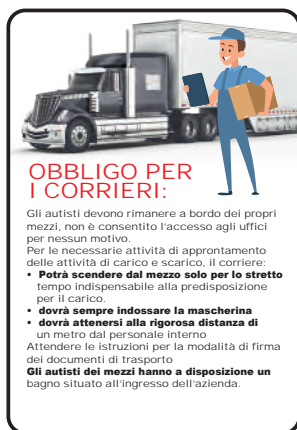 OBBLIGO PER
I CORRIERI:
Gli autisti devono rimanere a bordo dei propri
mezzi, non è consentito l'accesso agli uffici
per nessun motivo.
Per le necessarie attività di approntamento
delle attività di carico e scarico, il corriere:
• Potrà scendere dal mezzo solo per lo stretto
tempo indispensabile alla predisposizione
per il carico.
• dovrà sempre indossare la mascherina
• dovrà attenersi alla rigorosa distanza di
un metro dal personale interno
Attendere le istruzioni per la modalità di firma
dei documenti di trasporto
Gli autisti dei mezzi hanno a disposizione un
bagno situato all'ingresso dell'azienda.